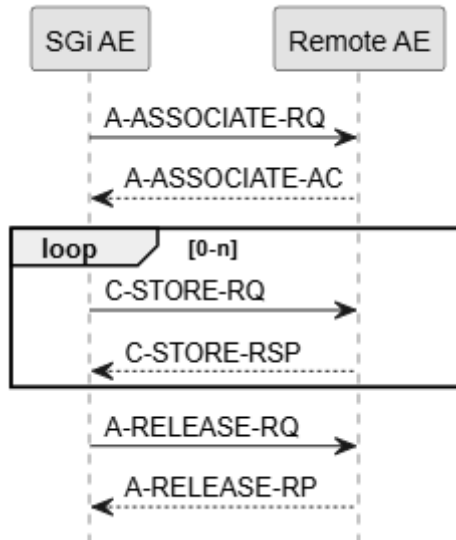 SGi AE
Remote AE
A-ASSOCIATE-RQ
A-ASSOCIATE-AC
loop [0-n]
C-STORE-RQ
C-STORE-RSP
A-RELEASE-RQ
A-RELEASE-RP